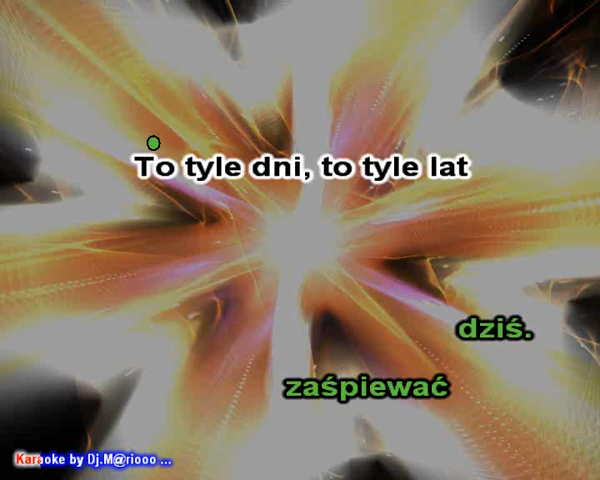 To tyle dni, to tyle lat
dziś.
zaśpiewać
Karaoke by Dj.M@riooo ...